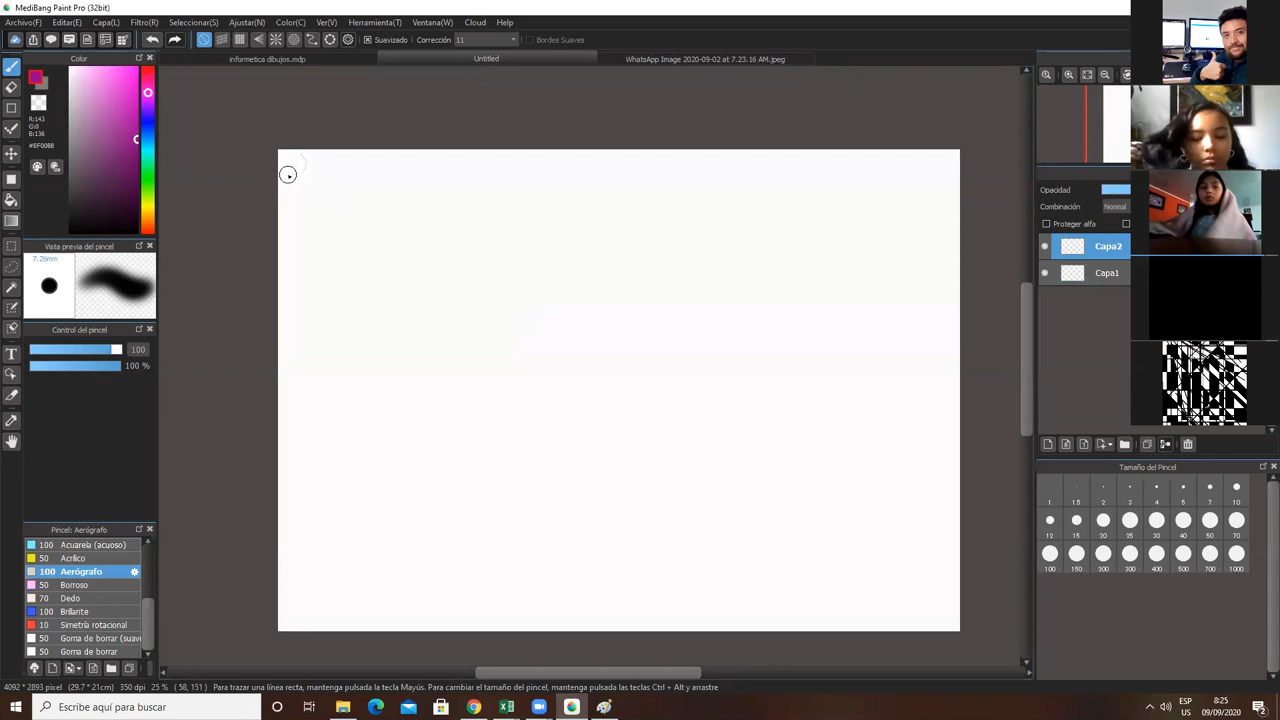 MediBang Paint Pro (32bit)
Archivo(F) Editar(E) Capa(L) Filtro(R) Seleccionar(S) Ajustar(N) Color(C) Ver(V) Herramienta(T) Ventana(W) Cloud Help
Suavizado Corrección 11 Bordes Suaves
Color
informetica dibujos.mdp
Untitled
WhatsApp Image 2020-09-02 at 7.23.16 AM.jpeg
R:143
G:0
B:136
#8F0088
Opacidad
Combinación Normal
Proteger alfa
Capa2
Capa1
Vista previa del pincel
7.26mm
Control del pincel
100
100 %
Pincel: Aerógrafo
100 Acuarela (acuoso)
50 Acrílico
100 Aerógrafo
50 Borroso
70 Dedo
100 Brillante
10 Simetría rotacional
50 Goma de borrar (suave
50 Goma de borrar
Tamaño del Pincel
1 1.5 2 3 4 5 7 10
12 15 20 25 30 40 50 70
100 150 200 300 400 500 700 1000
4092 * 2893 pixel (29.7 * 21cm) 350 dpi 25 % ( 58, 151 ) Para trazar una línea recta, mantenga pulsada la tecla Mayús. Para cambiar el tamaño del pincel, mantenga pulsadas las teclas Ctrl + Alt y arrastre
Escribe aquí para buscar
ESP
US
8:25
09/09/2020
2